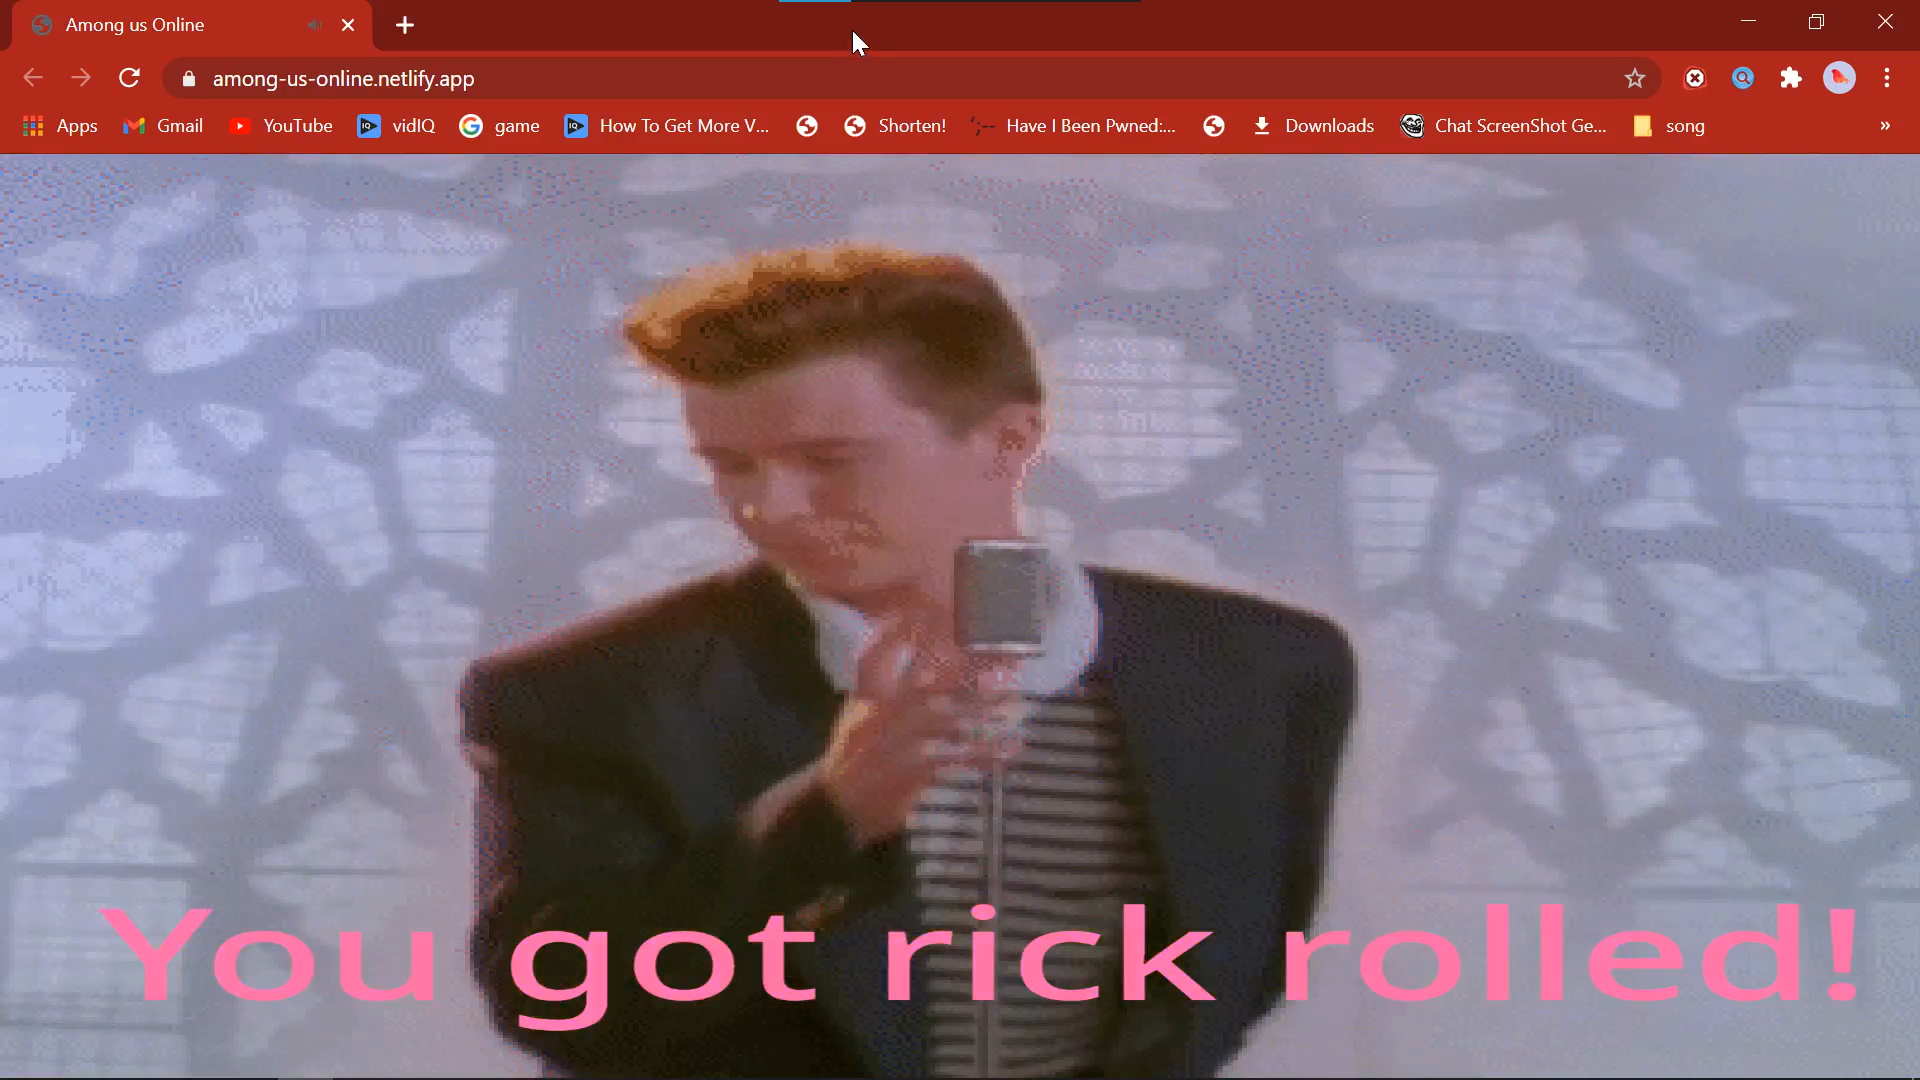 Among us Online
among-us-online.netlify.app
Apps Gmail YouTube vidIQ game How To Get More V... Shorten! Have I Been Pwned:... Downloads Chat ScreenShot Ge... song »
You got rick rolled!